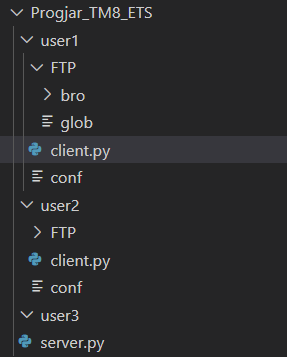 Progjar_TM8_ETS
user1
FTP
bro
glob
client.py
conf
user2
FTP
client.py
conf
user3
server.py